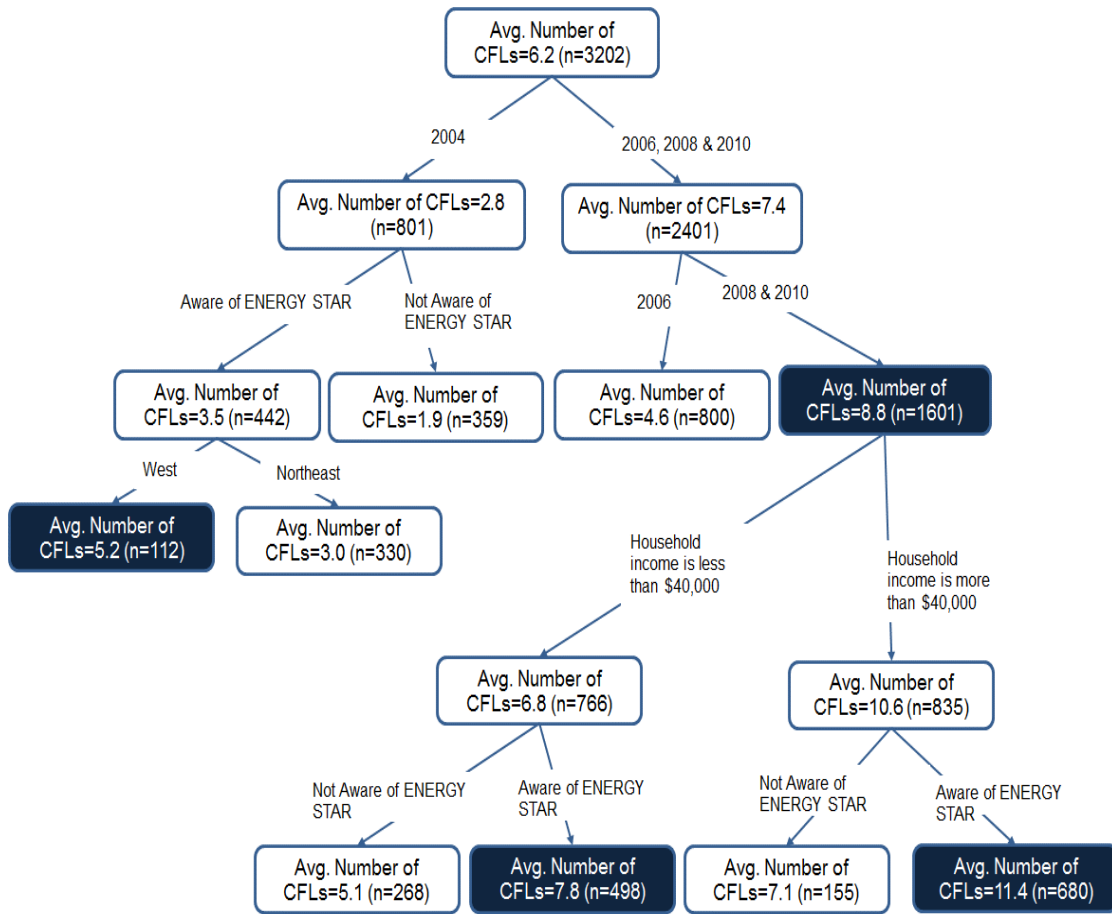 Avg. Number of
CFLs=6.2 (n=3202)
2004
2006, 2008 & 2010
Avg. Number of CFLs=2.8
(n=801)
Avg. Number of CFLs=7.4
(n=2401)
Aware of ENERGY STAR
Not Aware of
ENERGY STAR
2006
2008 & 2010
Avg. Number of
CFLs=3.5 (n=442)
Avg. Number of
CFLs=1.9 (n=359)
Avg. Number of
CFLs=4.6 (n=800)
Avg. Number of
CFLs=8.8 (n=1601)
West
Northeast
Avg. Number of
CFLs=5.2 (n=112)
Avg. Number of
CFLs=3.0 (n=330)
Household
income is less
than $40,000
Household
income is more
than $40,000
Avg. Number of
CFLs=6.8 (n=766)
Avg. Number of
CFLs=10.6 (n=835)
Not Aware of ENERGY
STAR
Aware of ENERGY
STAR
Not Aware of
ENERGY STAR
Aware of ENERGY
STAR
Avg. Number of
CFLs=5.1 (n=268)
Avg. Number of
CFLs=7.8 (n=498)
Avg. Number of
CFLs=7.1 (n=155)
Avg. Number of
CFLs=11.4 (n=680)